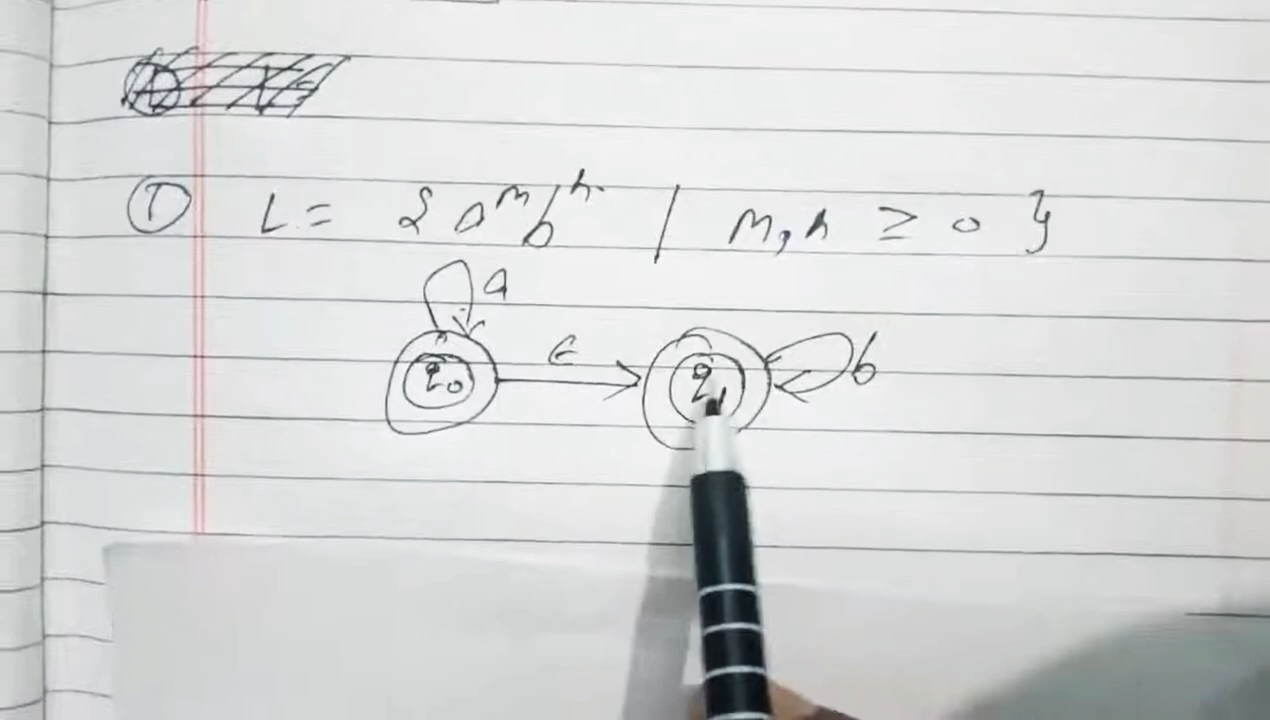 ① L = { a^m b^n | m,n ≥ 0 }
a
q0 ε q1 b